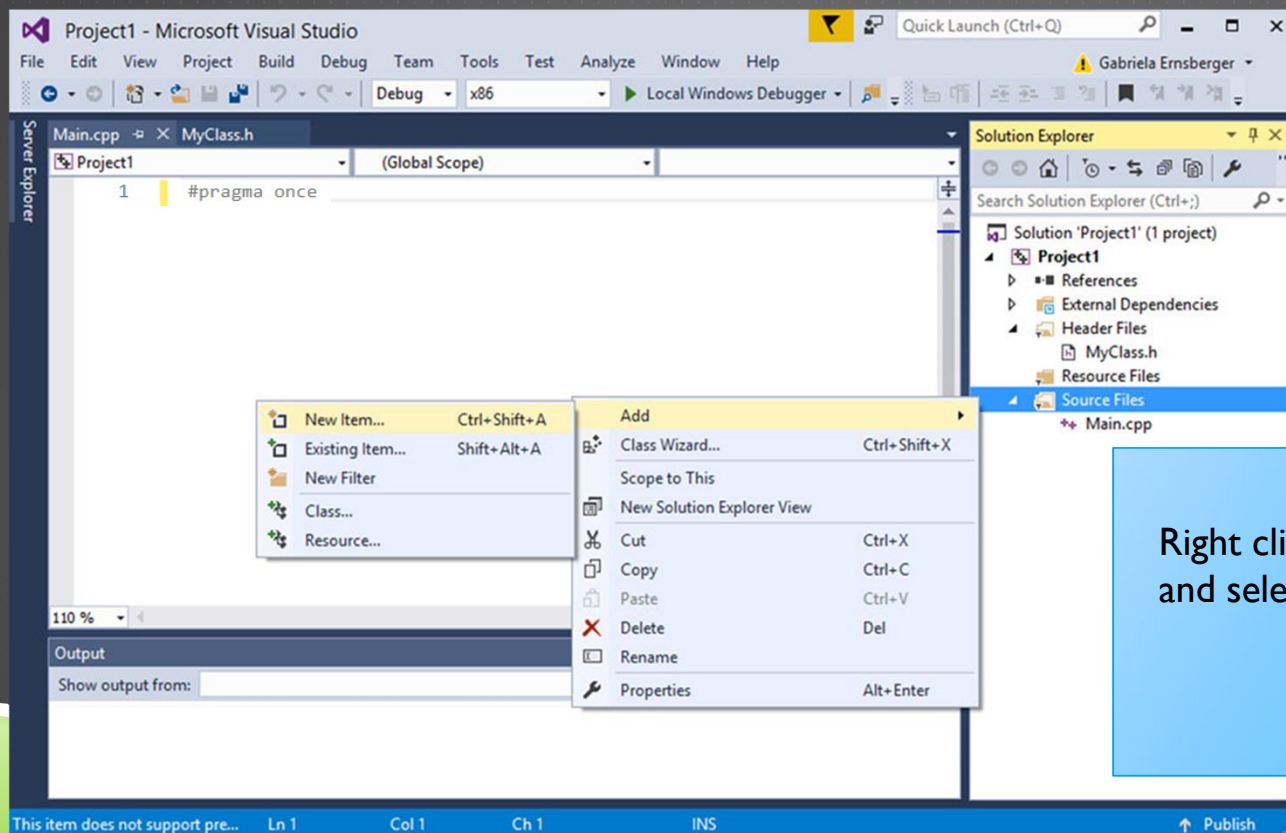 Project1 - Microsoft Visual Studio
Quick Launch (Ctrl+Q)
File Edit View Project Build Debug Team Tools Test Analyze Window Help
Gabriela Ernsberger
Debug x86 Local Windows Debugger
Server Explorer
Main.cpp MyClass.h
Project1 (Global Scope)
1 #pragma once
110 %
Solution Explorer
Search Solution Explorer (Ctrl+;)
Solution 'Project1' (1 project)
Project1
References
External Dependencies
Header Files
MyClass.h
Resource Files
Source Files
Main.cpp
New Item... Ctrl+Shift+A
Existing Item... Shift+Alt+A
New Filter
Class...
Resource...
Add
Class Wizard... Ctrl+Shift+X
Scope to This
New Solution Explorer View
Cut Ctrl+X
Copy Ctrl+C
Paste Ctrl+V
Delete Del
Rename
Properties Alt+Enter
Right cli
and sele
Output
Show output from:
This item does not support pre... Ln 1 Col 1 Ch 1 INS Publish